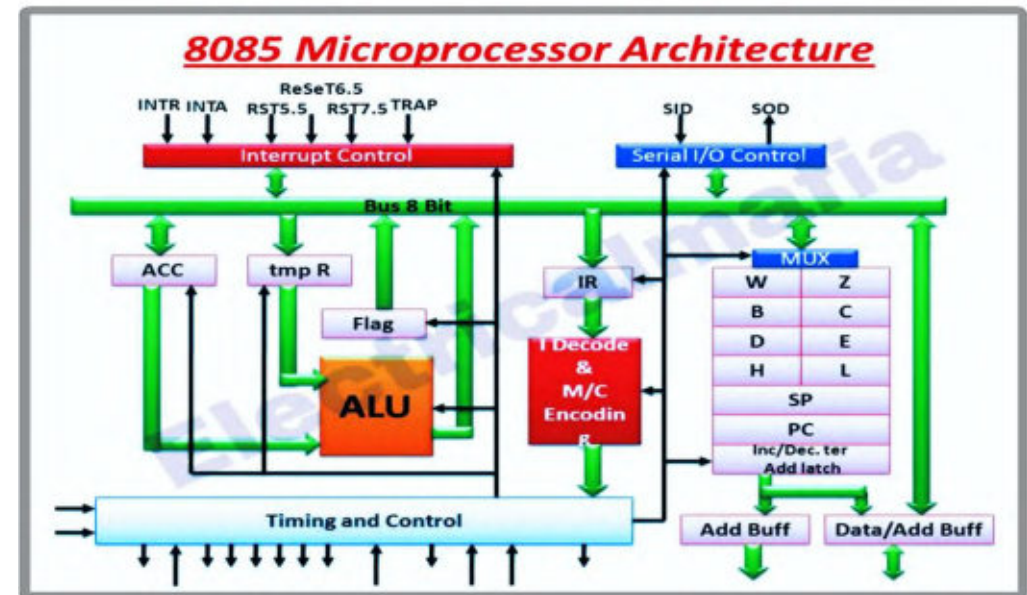 8085 Microprocessor Architecture
ReSeT6.5
INTR INTA RST5.5 RST7.5 TRAP
SID SOD
Interrupt Control
Serial I/O Control
Bus 8 Bit
ACC
tmp R
IR
MUX
W Z
B C
D E
H L
SP
PC
Inc/Dec. ter
Add latch
Flag
ALU
I Decode
&
M/C
Encodin
Timing and Control
Add Buff
Data/Add Buff
Electricalmafia